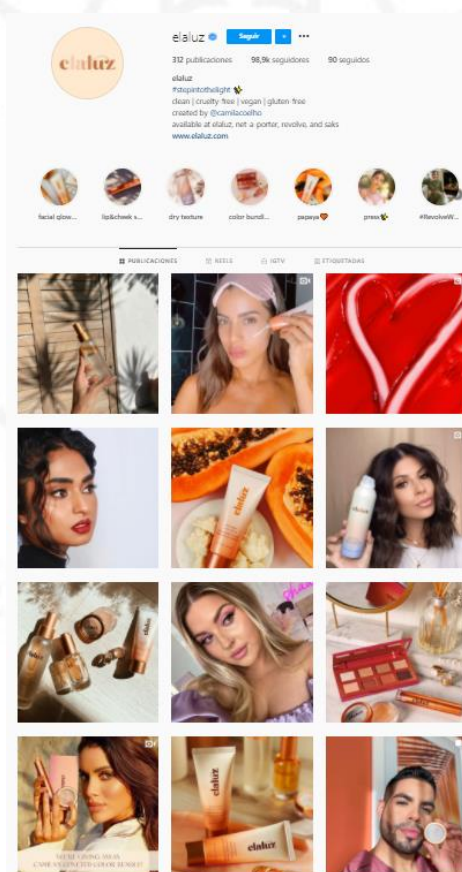 elaluz
elaluz Seguir
312 publicaciones 98,9k seguidores 90 seguidos
elaluz
#stepintothelight
clean | cruelty-free | vegan | gluten-free
created by @camilacoelho
available at elaluz, net-a-porter, revolve, and saks
www.elaluz.com
facial glow... lip&cheek s... dry texture color bundl... papaya press #RevolveW...
PUBLICACIONES REELS IGTV ETIQUETADAS
elaluz
elaluz
elaluz
elaluz
elaluz